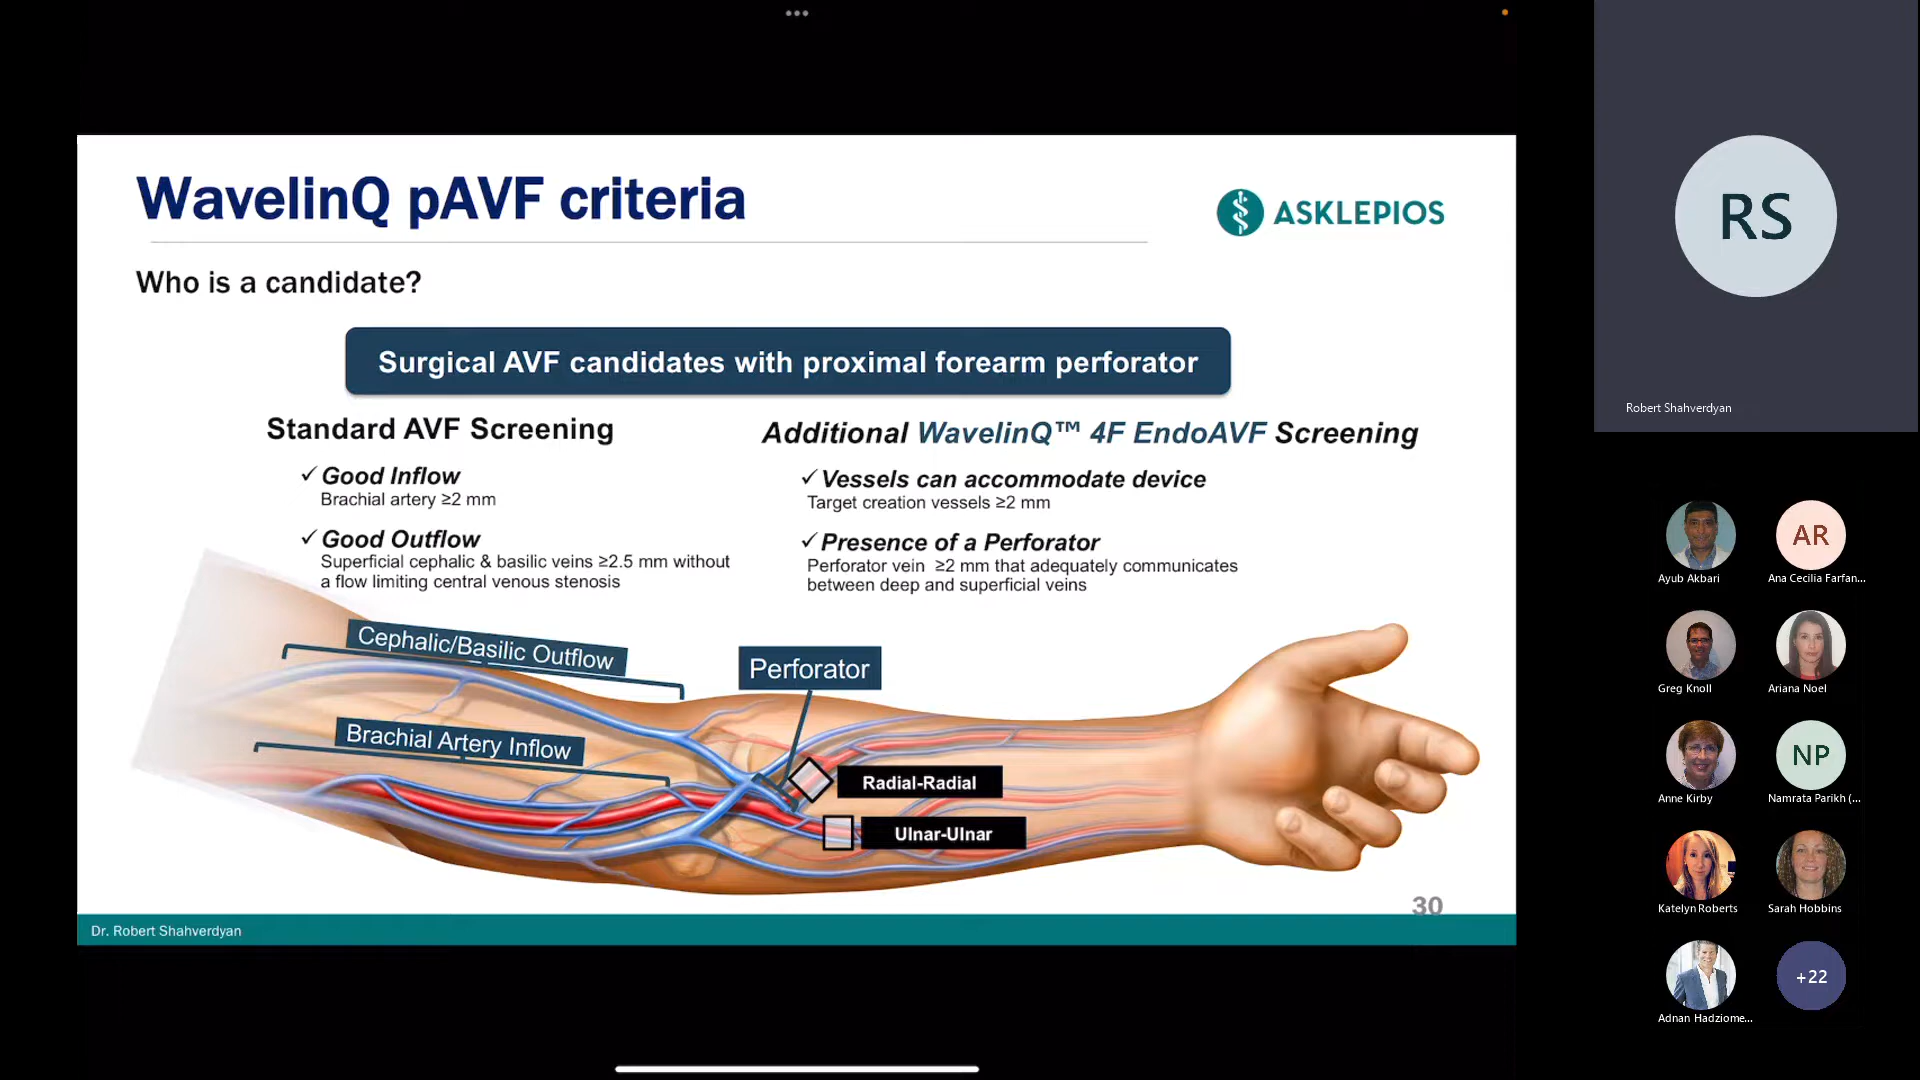 WavelinQ pAVF criteria
ASKLEPIOS
Who is a candidate?
Surgical AVF candidates with proximal forearm perforator
Standard AVF Screening
✓ Good Inflow
Brachial artery ≥2 mm
✓ Good Outflow
Superficial cephalic & basilic veins ≥2.5 mm without
a flow limiting central venous stenosis
Additional WavelinQ™ 4F EndoAVF Screening
✓ Vessels can accommodate device
Target creation vessels ≥2 mm
✓ Presence of a Perforator
Perforator vein ≥2 mm that adequately communicates
between deep and superficial veins
Cephalic/Basilic Outflow
Perforator
Brachial Artery Inflow
Radial-Radial
Ulnar-Ulnar
30
Dr. Robert Shahverdyan
RS
Robert Shahverdyan
Ayub Akbari
AR
Ana Cecilia Farfan...
Greg Knoll
Ariana Noel
Anne Kirby
NP
Namrata Parikh (...
Katelyn Roberts
Sarah Hobbins
Adnan Hadziome...
+22